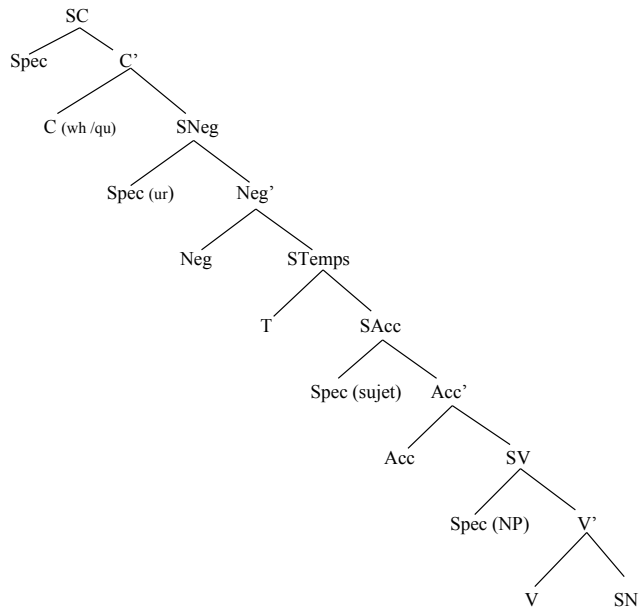 SC
Spec C’
C (wh /qu) SNeg
Spec (ur) Neg’
Neg STemps
T SAcc
Spec (sujet) Acc’
Acc SV
Spec (NP) V’
V SN